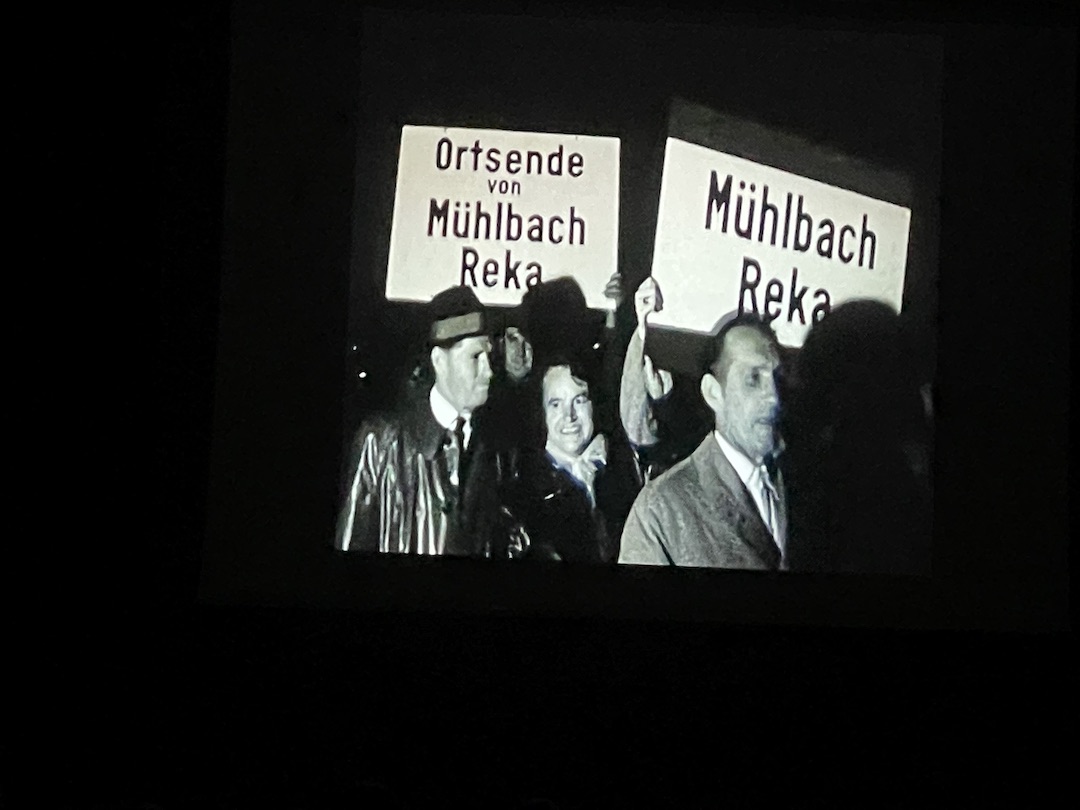 Ortsende
von
Mühlbach
Reka
Mühlbach
Reka